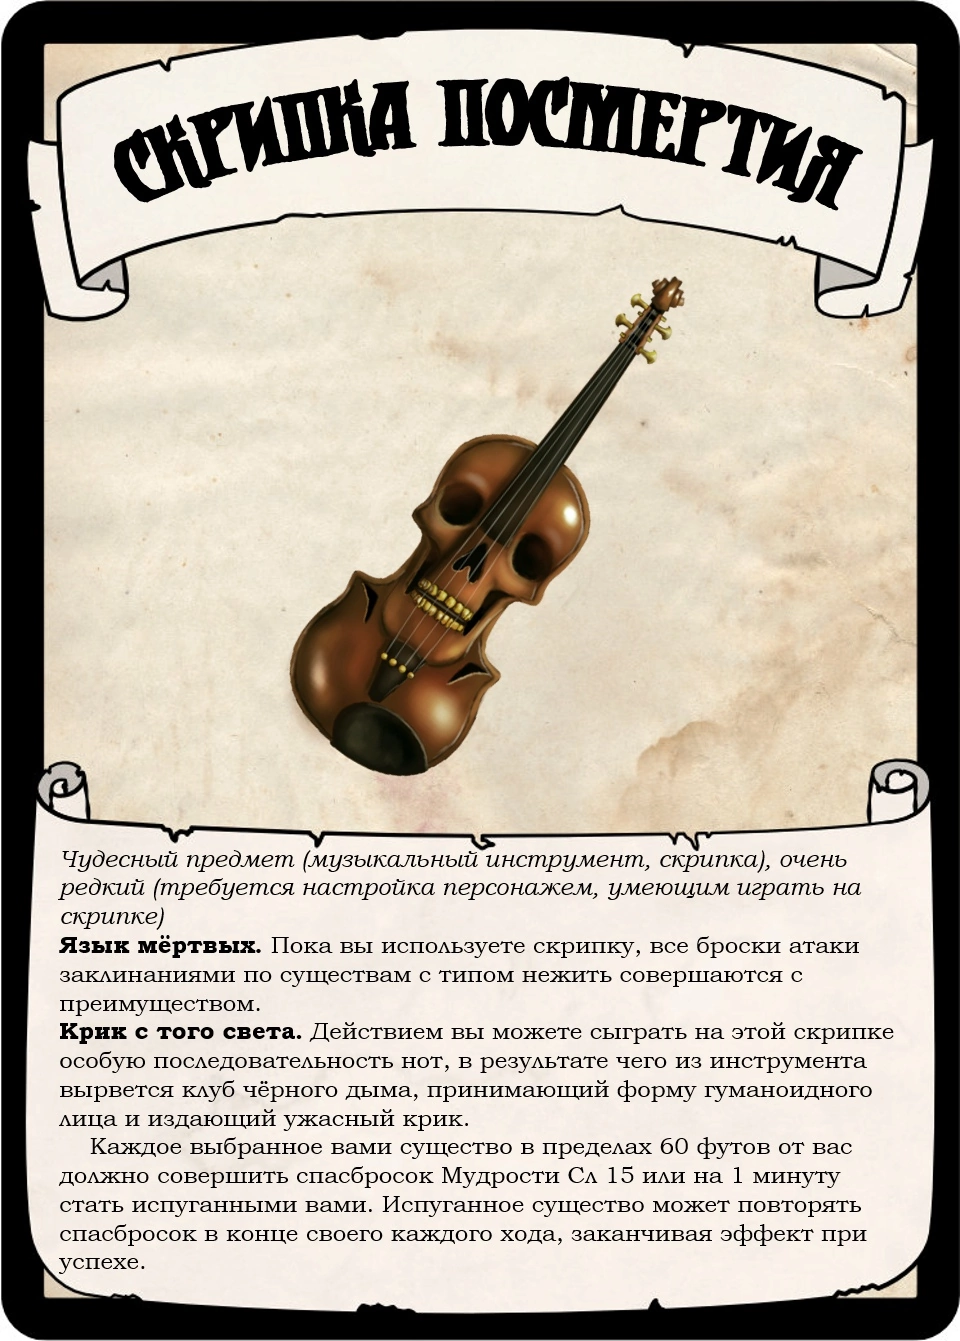 СКРИПКА ПОСМЕРТИЯ
Чудесный предмет (музыкальный инструмент, скрипка), очень
редкий (требуется настройка персонажем, умеющим играть на
скрипке)
Язык мёртвых. Пока вы используете скрипку, все броски атаки
заклинаниями по существам с типом нежить совершаются с
преимуществом.
Крик с того света. Действием вы можете сыграть на этой скрипке
особую последовательность нот, в результате чего из инструмента
вырвется клуб чёрного дыма, принимающий форму гуманоидного
лица и издающий ужасный крик.
Каждое выбранное вами существо в пределах 60 футов от вас
должно совершить спасбросок Мудрости Сл 15 или на 1 минуту
стать испуганными вами. Испуганное существо может повторять
спасбросок в конце своего каждого хода, заканчивая эффект при
успехе.